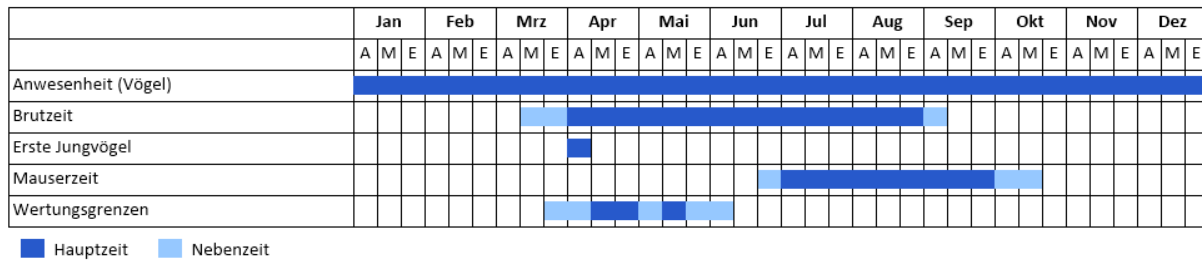 Jan Feb Mrz Apr Mai Jun Jul Aug Sep Okt Nov Dez
A M E A M E A M E A M E A M E A M E A M E A M E A M E A M E A M E A M E
Anwesenheit (Vögel)
Brutzeit
Erste Jungvögel
Mauserzeit
Wertungsgrenzen
Hauptzeit Nebenzeit